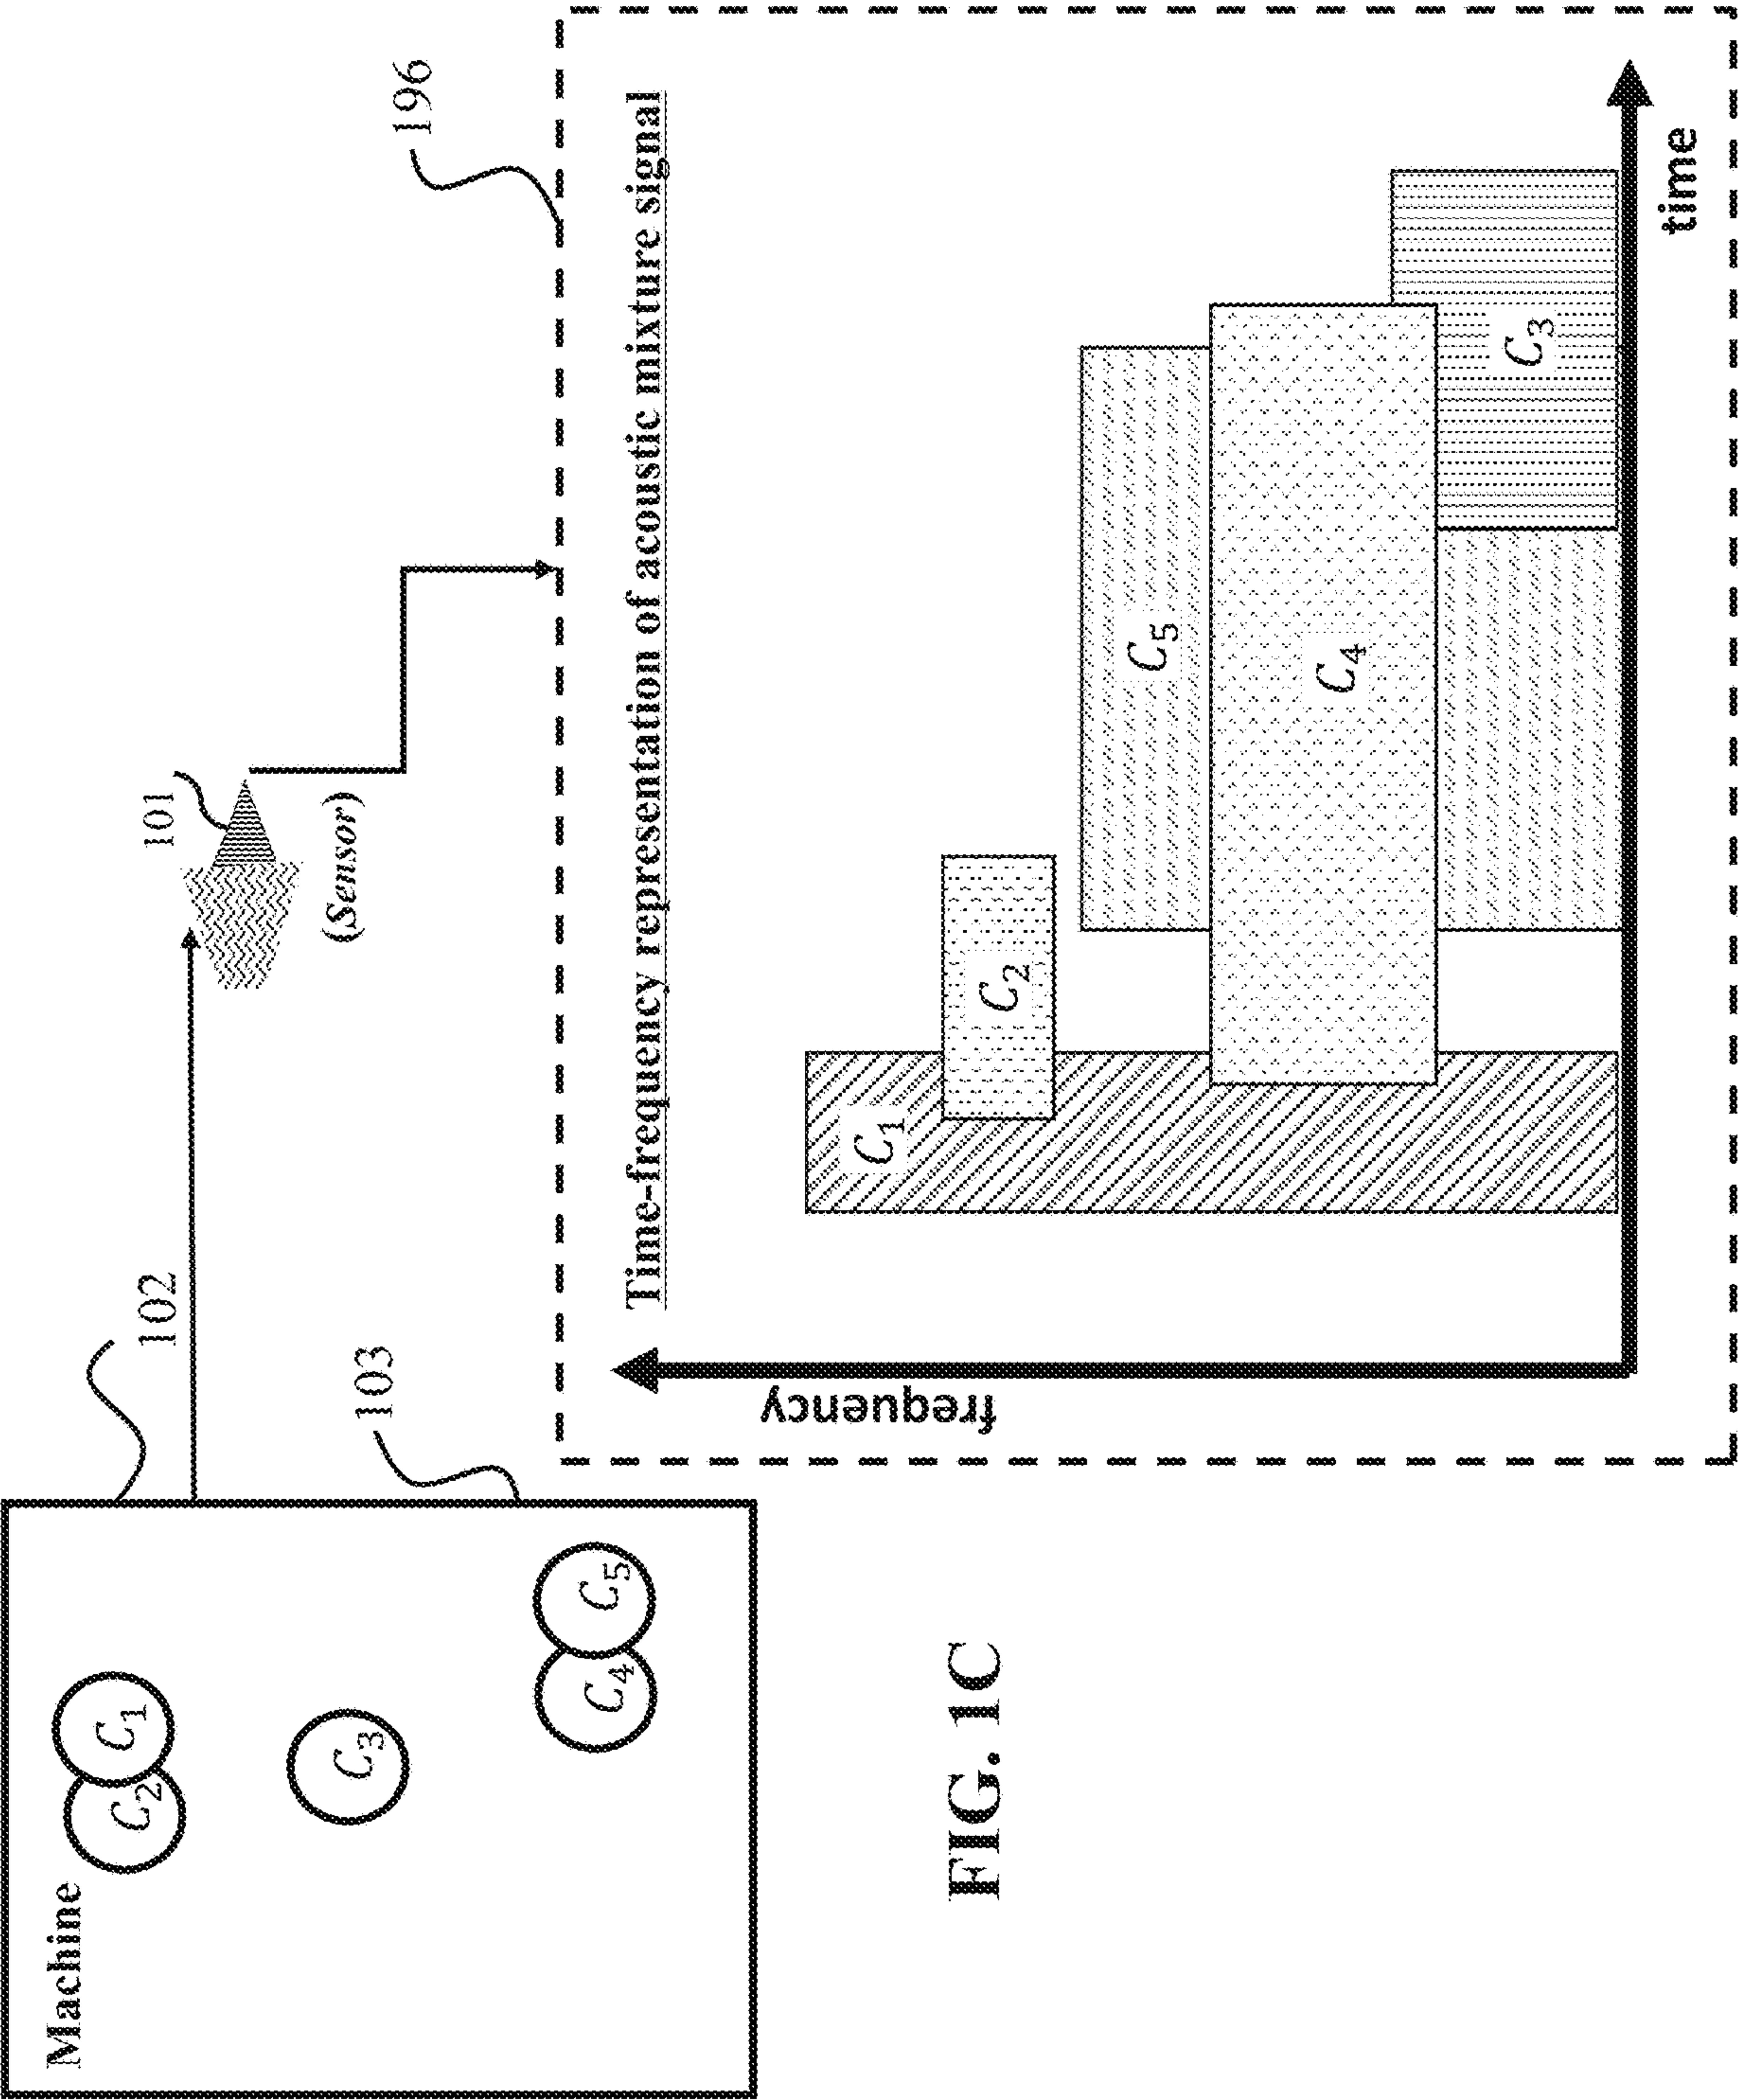 Machine
C₂
C₁
C₃
C₄
C₅
102
103
101
(Sensor)
196
Time-frequency representation of acoustic mixture signal
frequency
C₁
C₂
C₅
C₄
C₃
time
FIG. 1C